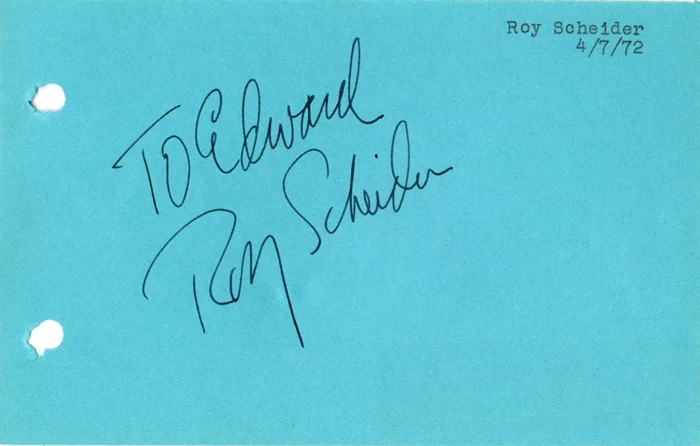 Roy Scheider
4/7/72
To Edward
Roy Scheider